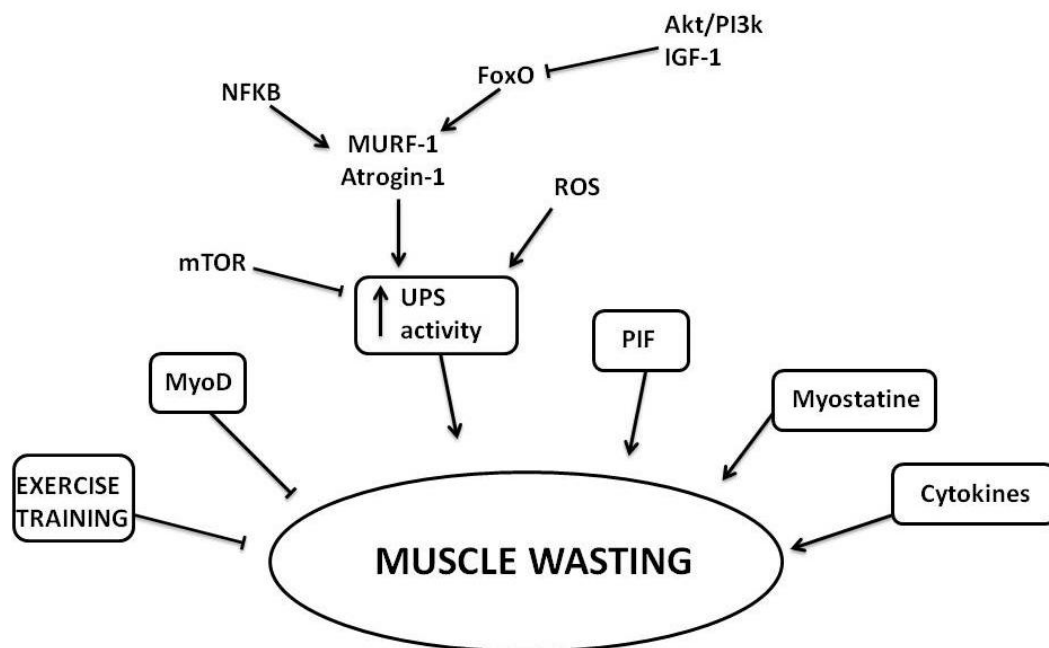 Akt/PI3k
IGF-1
FoxO
NFKB
MURF-1
Atrogin-1
ROS
mTOR
UPS
activity
PIF
MyoD
Myostatine
EXERCISE
TRAINING
Cytokines
MUSCLE WASTING